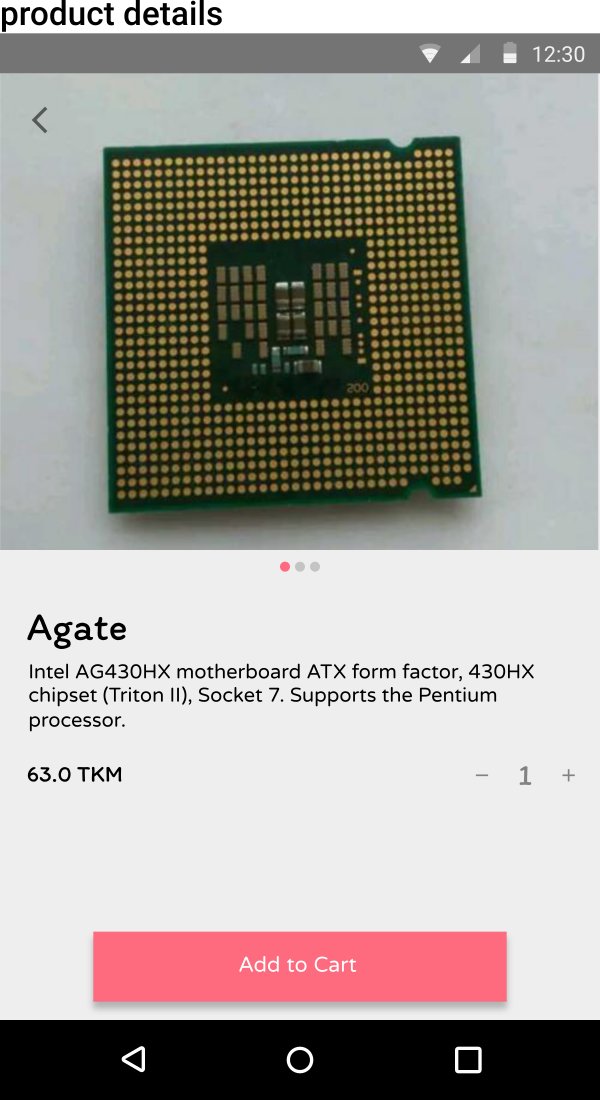 product details
12:30
200
Agate
Intel AG430HX motherboard ATX form factor, 430HX
chipset (Triton II), Socket 7. Supports the Pentium
processor.
63.0 TKM
− 1 +
Add to Cart